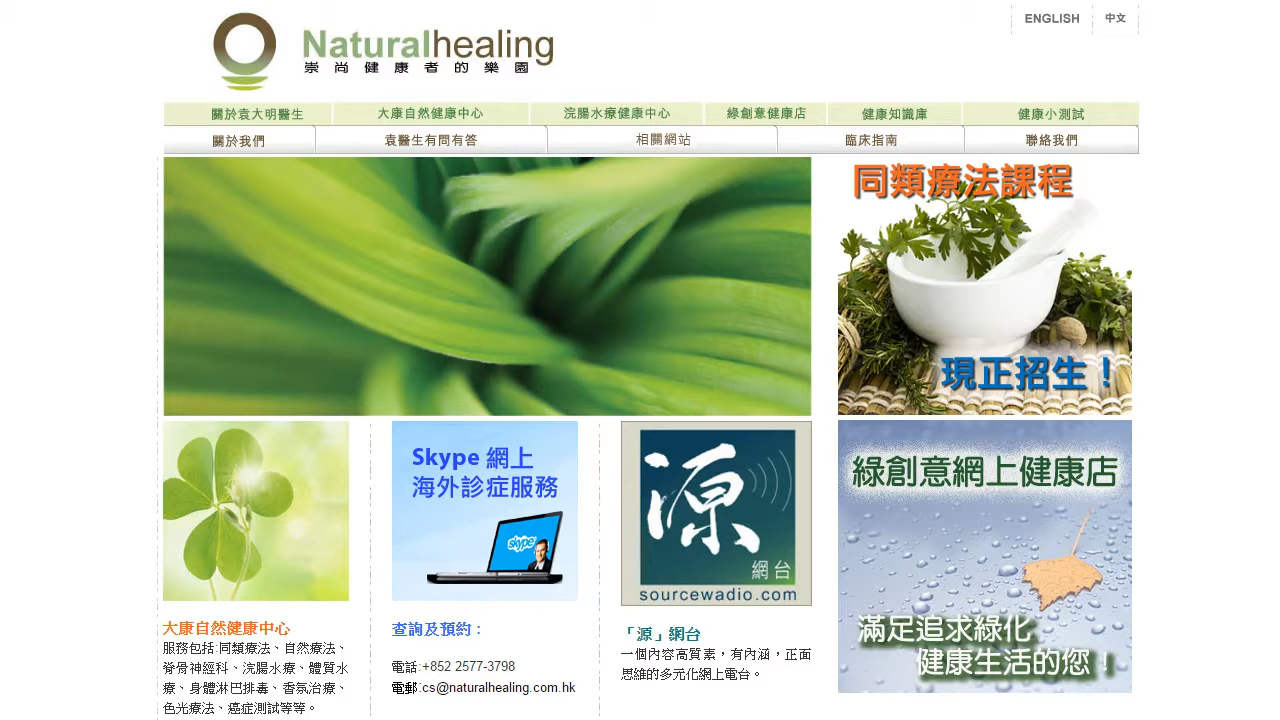 ENGLISH 中文
Naturalhealing
崇尚健康者的樂園
關於袁大明醫生 大康自然健康中心 浣腸水療健康中心 綠創意健康店 健康知識庫 健康小測試
關於我們 袁醫生有問有答 相關網站 臨床指南 聯絡我們
同類療法課程
現正招生！
Skype 網上
海外診症服務
skype
源
網台
sourcewadio.com
綠創意網上健康店
滿足追求綠化
健康生活的您！
大康自然健康中心
服務包括:同類療法、自然療法、
脊骨神經科、浣腸水療、體質水
療、身體淋巴排毒、香氛治療、
色光療法、癌症測試等等。
查詢及預約：
電話:+852 2577-3798
電郵:cs@naturalhealing.com.hk
「源」網台
一個內容高質素，有內涵，正面
思維的多元化網上電台。